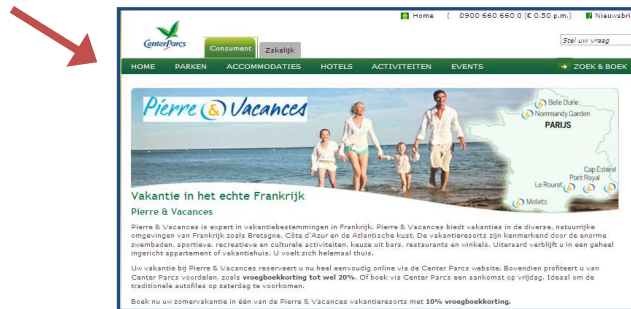 Home ( 0900 660 660 0 (€ 0,50 p.m.) Nieuwsbri
CenterParcs
Consument Zakelijk
Stel uw vraag
HOME PARKEN ACCOMMODATIES HOTELS ACTIVITEITEN EVENTS ZOEK & BOEK
Pierre & Vacances
Belle Dune
Normandy Garden
PARIJS
Cap Esterel
Pont Royal
Le Rouret
Moliets
Vakantie in het echte Frankrijk
Pierre & Vacances
Pierre & Vacances is expert in vakantiebestemmingen in Frankrijk. Pierre & Vacances biedt vakanties in de diverse, natuurrijke
omgevingen van Frankrijk zoals Bretagne, Côte d'Azur en de Atlantische kust. De vakantieresorts zijn kenmerkend door de enorme
zwembaden, sportieve, recreatieve en culturele activiteiten, keuze uit bars, restaurants en winkels. Uiteraard verblijft u in een geheel
ingericht appartement of vakantiehuis. U voelt zich helemaal thuis.
Uw vakantie bij Pierre & Vacances reserveert u nu heel eenvoudig online via de Center Parcs website. Bovendien profiteert u van
Center Parcs voordelen, zoals vroegboekkorting tot wel 20%. Of boek via Center Parcs een aankomst op vrijdag. Ideaal om de
traditionele autofiles op zaterdag te voorkomen.
Boek nu uw zomervakantie in één van de Pierre & Vacances vakantieresorts met 10% vroegboekkorting.